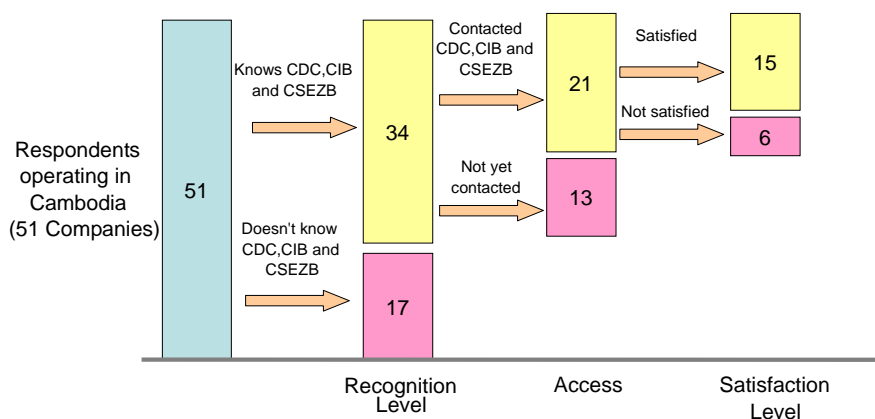 Respondents
operating in
Cambodia
(51 Companies)
51
Knows CDC,CIB
and CSEZB
Doesn't know
CDC,CIB and
CSEZB
34
17
Contacted
CDC,CIB and
CSEZB
Not yet
contacted
21
13
Satisfied
Not satisfied
15
6
Recognition
Level
Access
Satisfaction
Level